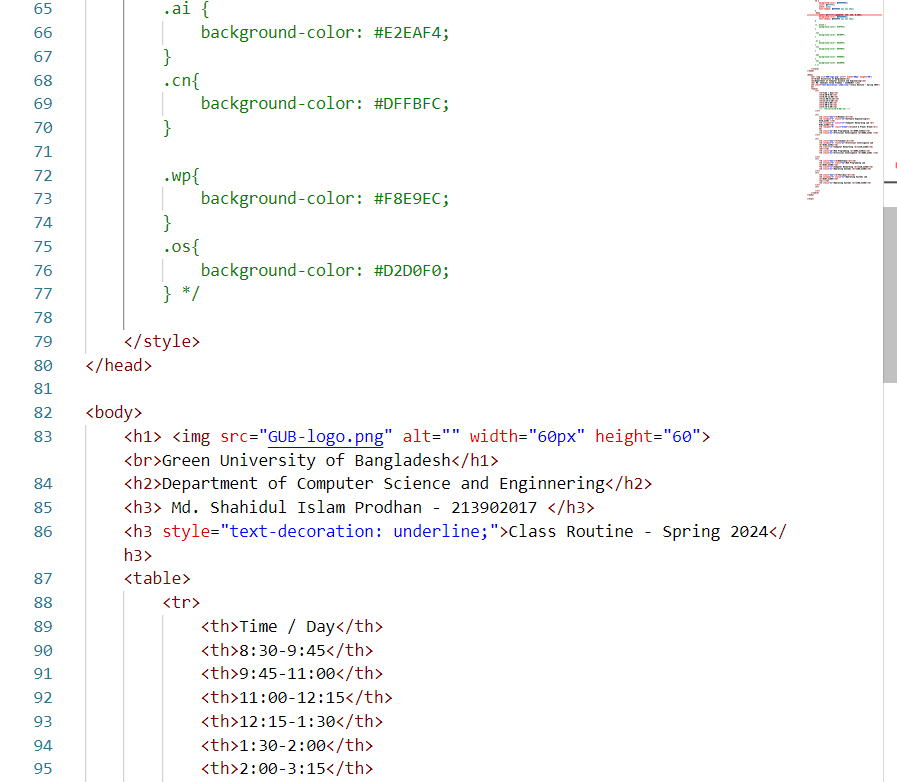 65 .ai {
66 background-color: #E2EAF4;
67 }
68 .cn{
69 background-color: #DFFBFC;
70 }
71
72 .wp{
73 background-color: #F8E9EC;
74 }
75 .os{
76 background-color: #D2D0F0;
77 } */
78
79 </style>
80 </head>
81
82 <body>
83 <h1> <img src="GUB-logo.png" alt="" width="60px" height="60">
<br>Green University of Bangladesh</h1>
84 <h2>Department of Computer Science and Enginnering</h2>
85 <h3> Md. Shahidul Islam Prodhan - 213902017 </h3>
86 <h3 style="text-decoration: underline;">Class Routine - Spring 2024</
h3>
87 <table>
88 <tr>
89 <th>Time / Day</th>
90 <th>8:30-9:45</th>
91 <th>9:45-11:00</th>
92 <th>11:00-12:15</th>
93 <th>12:15-1:30</th>
94 <th>1:30-2:00</th>
95 <th>2:00-3:15</th>